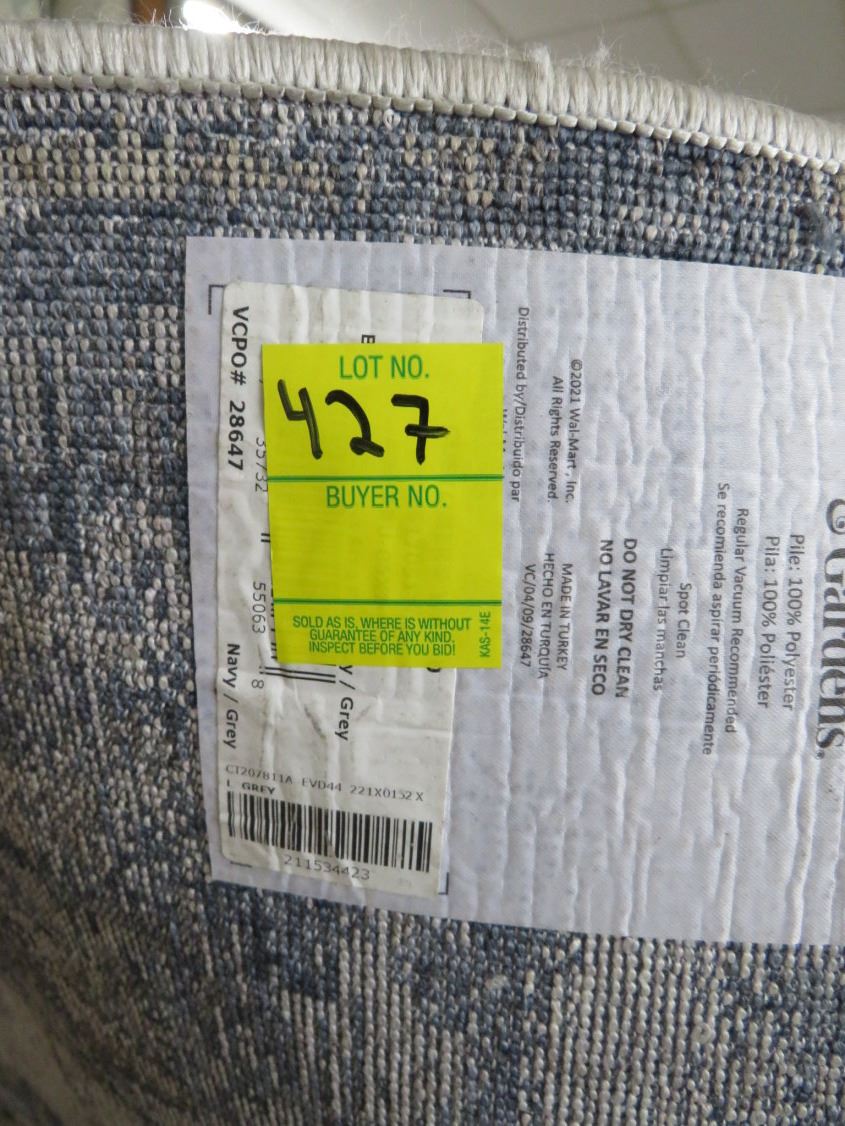 LOT NO.
427
BUYER NO.
SOLD AS IS, WHERE IS WITHOUT
GUARANTEE OF ANY KIND.
INSPECT BEFORE YOU BID!
KAS-14E
Gardens®
Pile: 100% Polyester
Pila: 100% Poliéster
Regular Vacuum Recommended
Se recomienda aspirar periódicamente
Spot Clean
Limpiar las manchas
DO NOT DRY CLEAN
NO LAVAR EN SECO
©2021 Wal-Mart, Inc.
All Rights Reserved.
MADE IN TURKEY
HECHO EN TURQUÍA
VC/04/09/28647
Distributed by/Distribuido par
/ Grey
35732
55063
8
VCPO# 28647
Navy / Grey
CT207811A EVD44 221X0152 X
L GREY
211534423